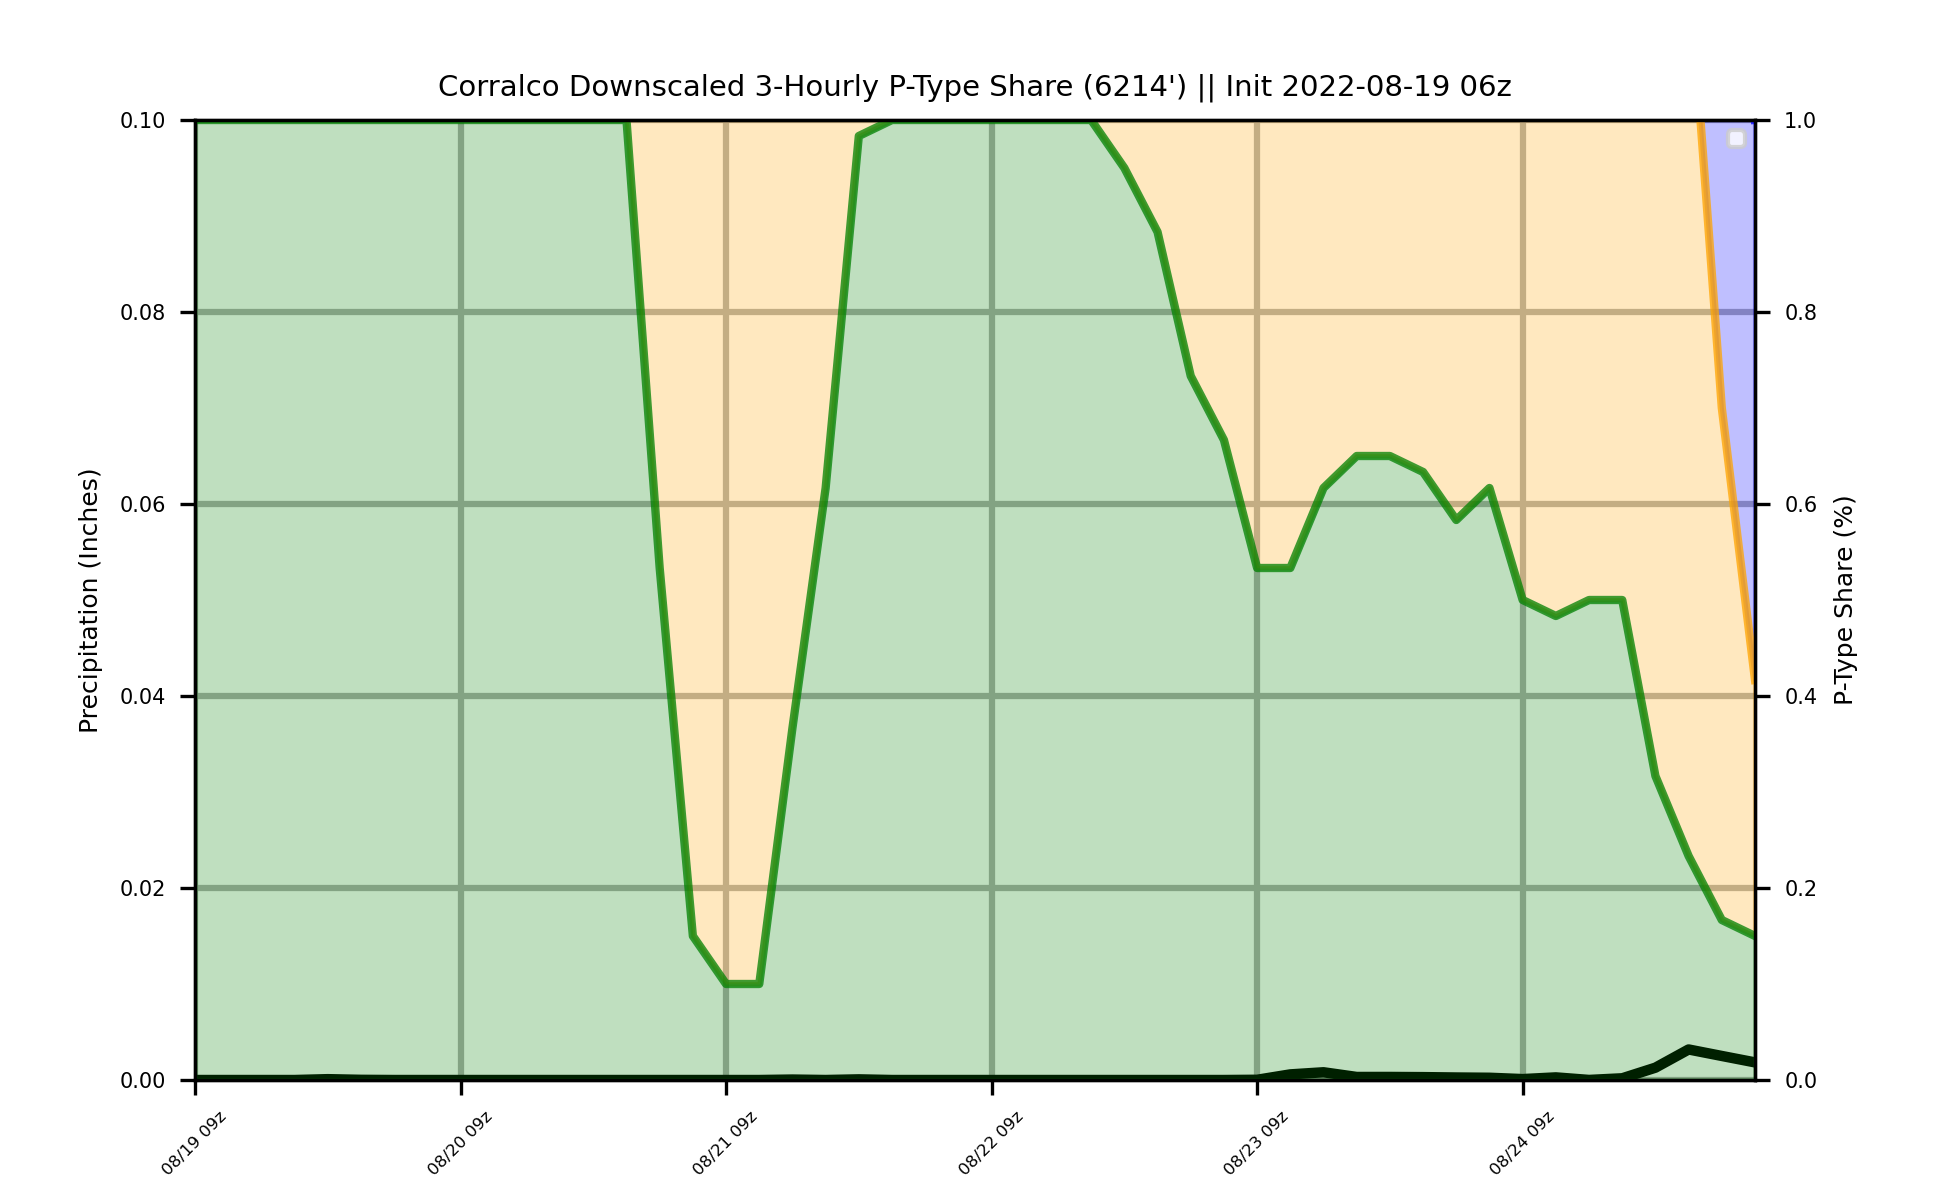 Corralco Downscaled 3-Hourly P-Type Share (6214') || Init 2022-08-19 06z
Precipitation (Inches)
0.10
0.08
0.06
0.04
0.02
0.00
1.0
0.8
0.6
0.4
0.2
0.0
P-Type Share (%)
08/19 09z
08/20 09z
08/21 09z
08/22 09z
08/23 09z
08/24 09z